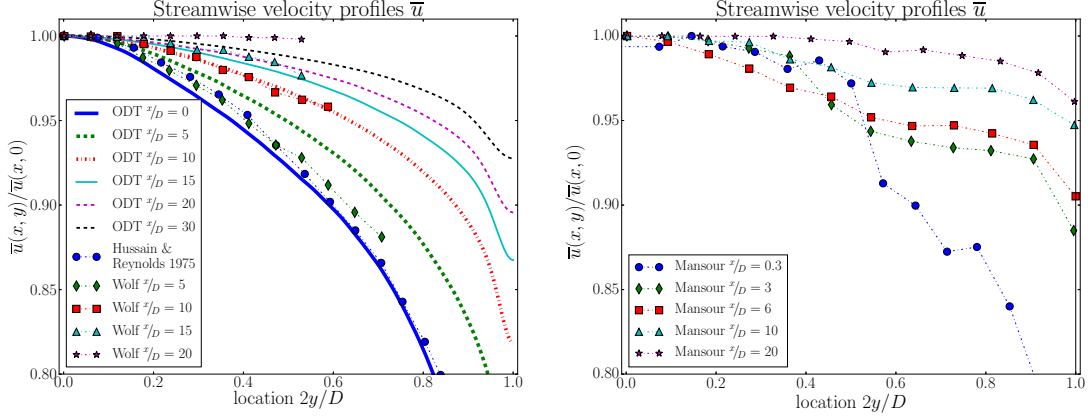 Streamwise velocity profiles u̅
1.00
0.95
0.90
0.85
0.80
u̅(x, y)/u̅(x, 0)
ODT x/D = 0
ODT x/D = 5
ODT x/D = 10
ODT x/D = 15
ODT x/D = 20
ODT x/D = 30
Hussain &
Reynolds 1975
Wolf x/D = 5
Wolf x/D = 10
Wolf x/D = 15
Wolf x/D = 20
0.0 0.2 0.4 0.6 0.8 1.0
location 2y/D
Streamwise velocity profiles u̅
1.00
0.95
0.90
0.85
0.80
u̅(x, y)/u̅(x, 0)
Mansour x/D = 0.3
Mansour x/D = 3
Mansour x/D = 6
Mansour x/D = 10
Mansour x/D = 20
0.0 0.2 0.4 0.6 0.8 1.0
location 2y/D